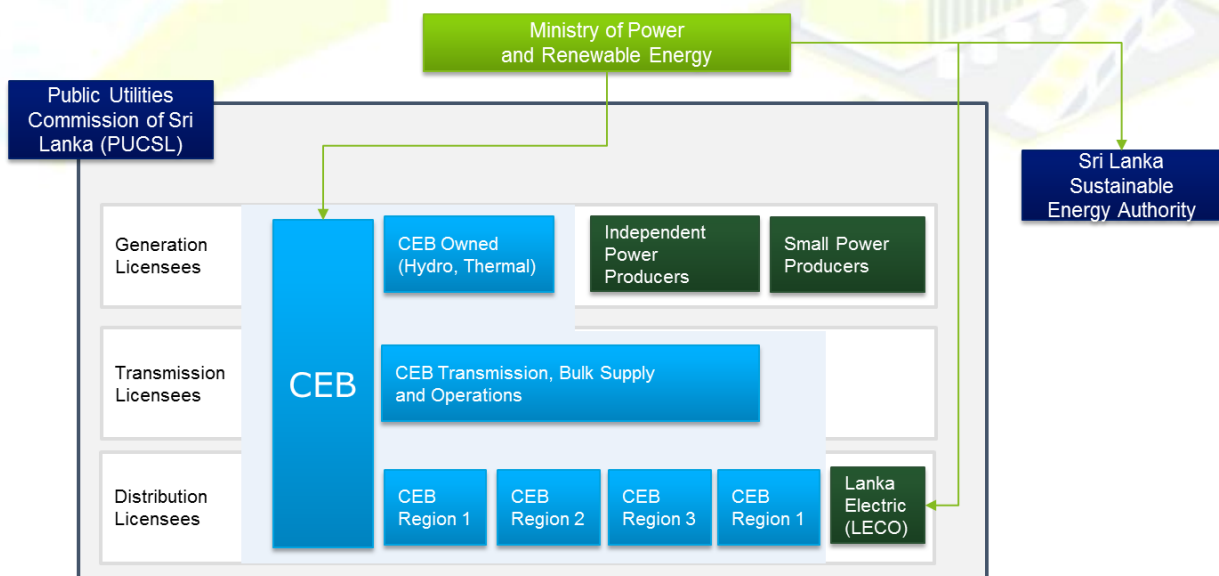 Ministry of Power
and Renewable Energy
Public Utilities
Commission of Sri
Lanka (PUCSL)
Sri Lanka
Sustainable
Energy Authority
Generation
Licensees
CEB
CEB Owned
(Hydro, Thermal)
Independent
Power
Producers
Small Power
Producers
Transmission
Licensees
CEB Transmission, Bulk Supply
and Operations
Distribution
Licensees
CEB
Region 1
CEB
Region 2
CEB
Region 3
CEB
Region 1
Lanka
Electric
(LECO)